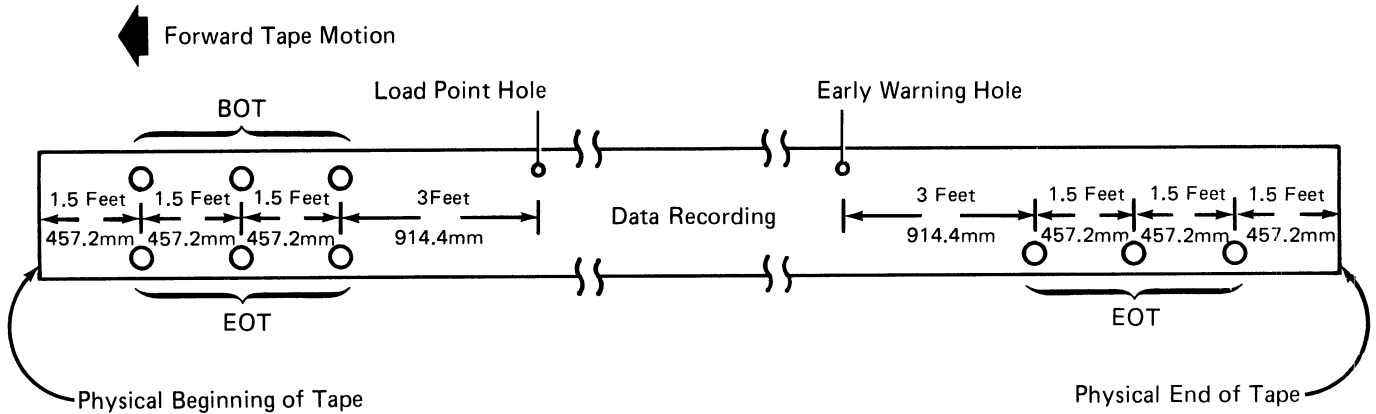 Forward Tape Motion
Load Point Hole
Early Warning Hole
BOT
1.5 Feet
1.5 Feet
1.5 Feet
3Feet
3 Feet
1.5 Feet
1.5 Feet
1.5 Feet
Data Recording
457.2mm
457.2mm
457.2mm
914.4mm
914.4mm
457.2mm
457.2mm
457.2mm
EOT
EOT
Physical Beginning of Tape
Physical End of Tape